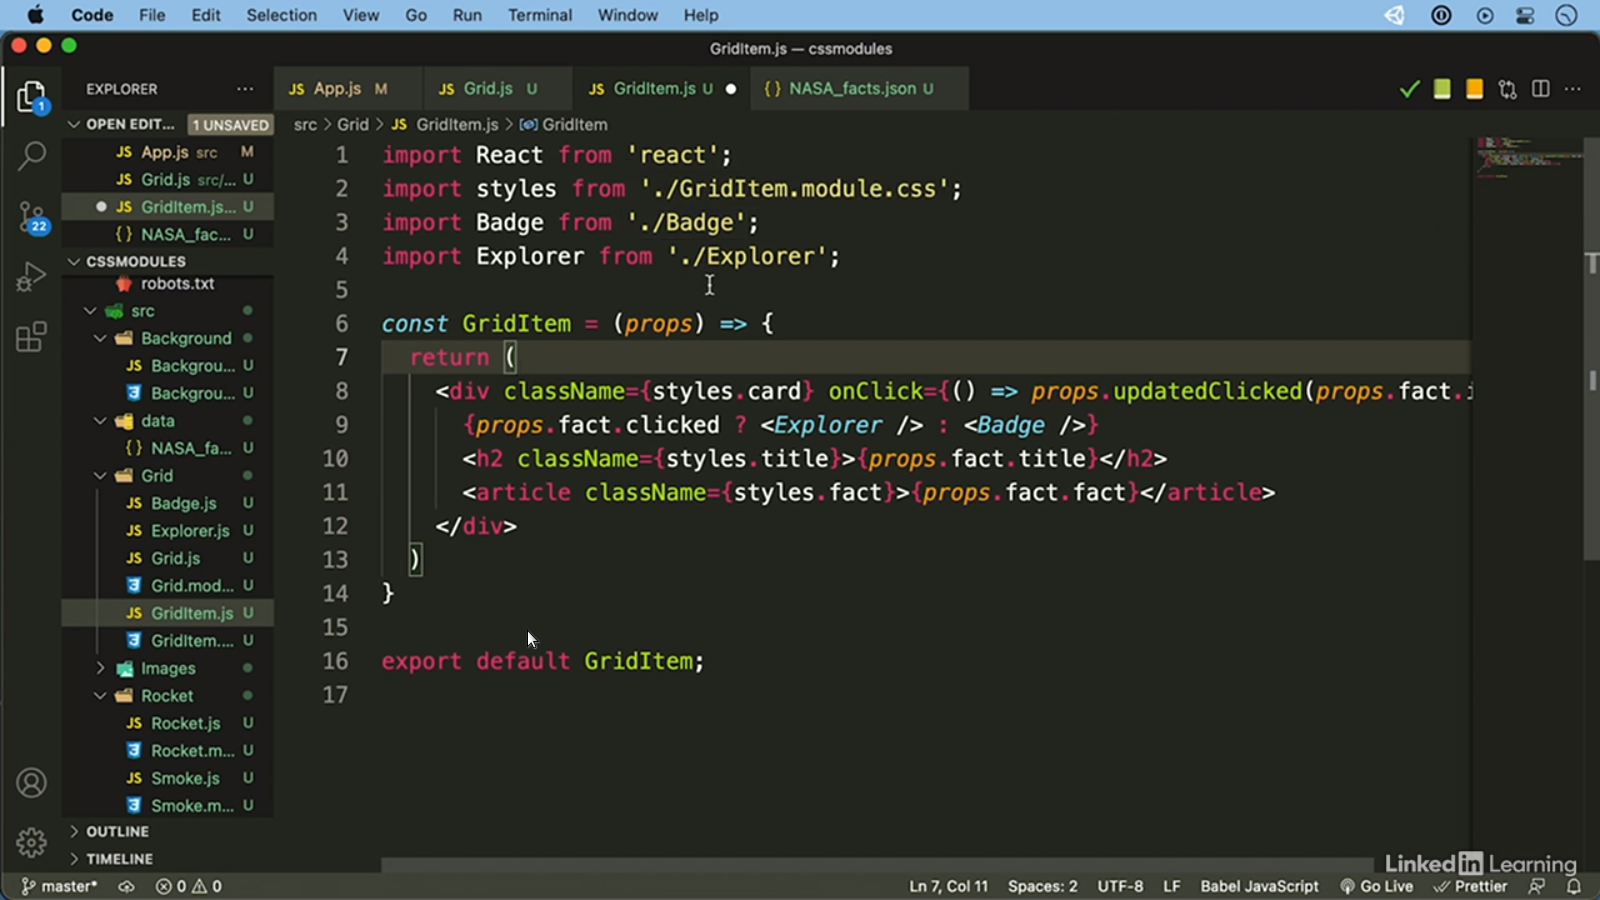 Code File Edit Selection View Go Run Terminal Window Help
GridItem.js — cssmodules
EXPLORER
JS App.js M
JS Grid.js U
JS GridItem.js U
{} NASA_facts.json U
1
OPEN EDIT... 1 UNSAVED
src > Grid > JS GridItem.js > GridItem
JS App.js src M
JS Grid.js src/... U
JS GridItem.js... U
{} NASA_fac... U
22
CSSMODULES
robots.txt
src
Background
JS Backgrou... U
Backgrou... U
data
{} NASA_fa... U
Grid
JS Badge.js U
JS Explorer.js U
JS Grid.js U
Grid.mod... U
JS GridItem.js U
GridItem.... U
Images
Rocket
JS Rocket.js U
Rocket.m... U
JS Smoke.js U
Smoke.m... U
OUTLINE
TIMELINE
1 import React from 'react';
2 import styles from './GridItem.module.css';
3 import Badge from './Badge';
4 import Explorer from './Explorer';
5
6 const GridItem = (props) => {
7 return (
8 <div className={styles.card} onClick={() => props.updatedClicked(props.fact.i
9 {props.fact.clicked ? <Explorer /> : <Badge />}
10 <h2 className={styles.title}>{props.fact.title}</h2>
11 <article className={styles.fact}>{props.fact.fact}</article>
12 </div>
13 )
14 }
15
16 export default GridItem;
17
LinkedIn Learning
master* 0 0 Ln 7, Col 11 Spaces: 2 UTF-8 LF Babel JavaScript Go Live Prettier